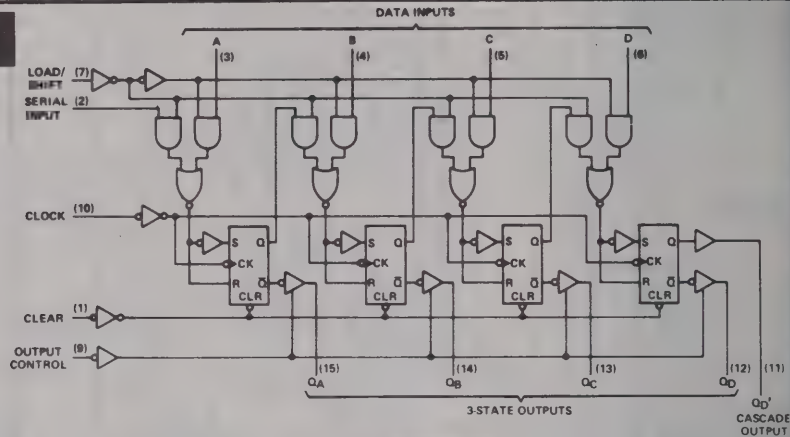 DATA INPUTS
A B C D
(3) (4) (5) (6)
LOAD/ (7)
SHIFT
SERIAL (2)
INPUT
CLOCK (10)
S Q S Q S Q S Q
CK CK CK CK
R Q̅ R Q̅ R Q̅ R Q̅
CLR CLR CLR CLR
CLEAR (1)
OUTPUT (9)
CONTROL
(15) (14) (13) (12) (11)
QA QB QC QD QD'
3-STATE OUTPUTS
CASCADE
OUTPUT